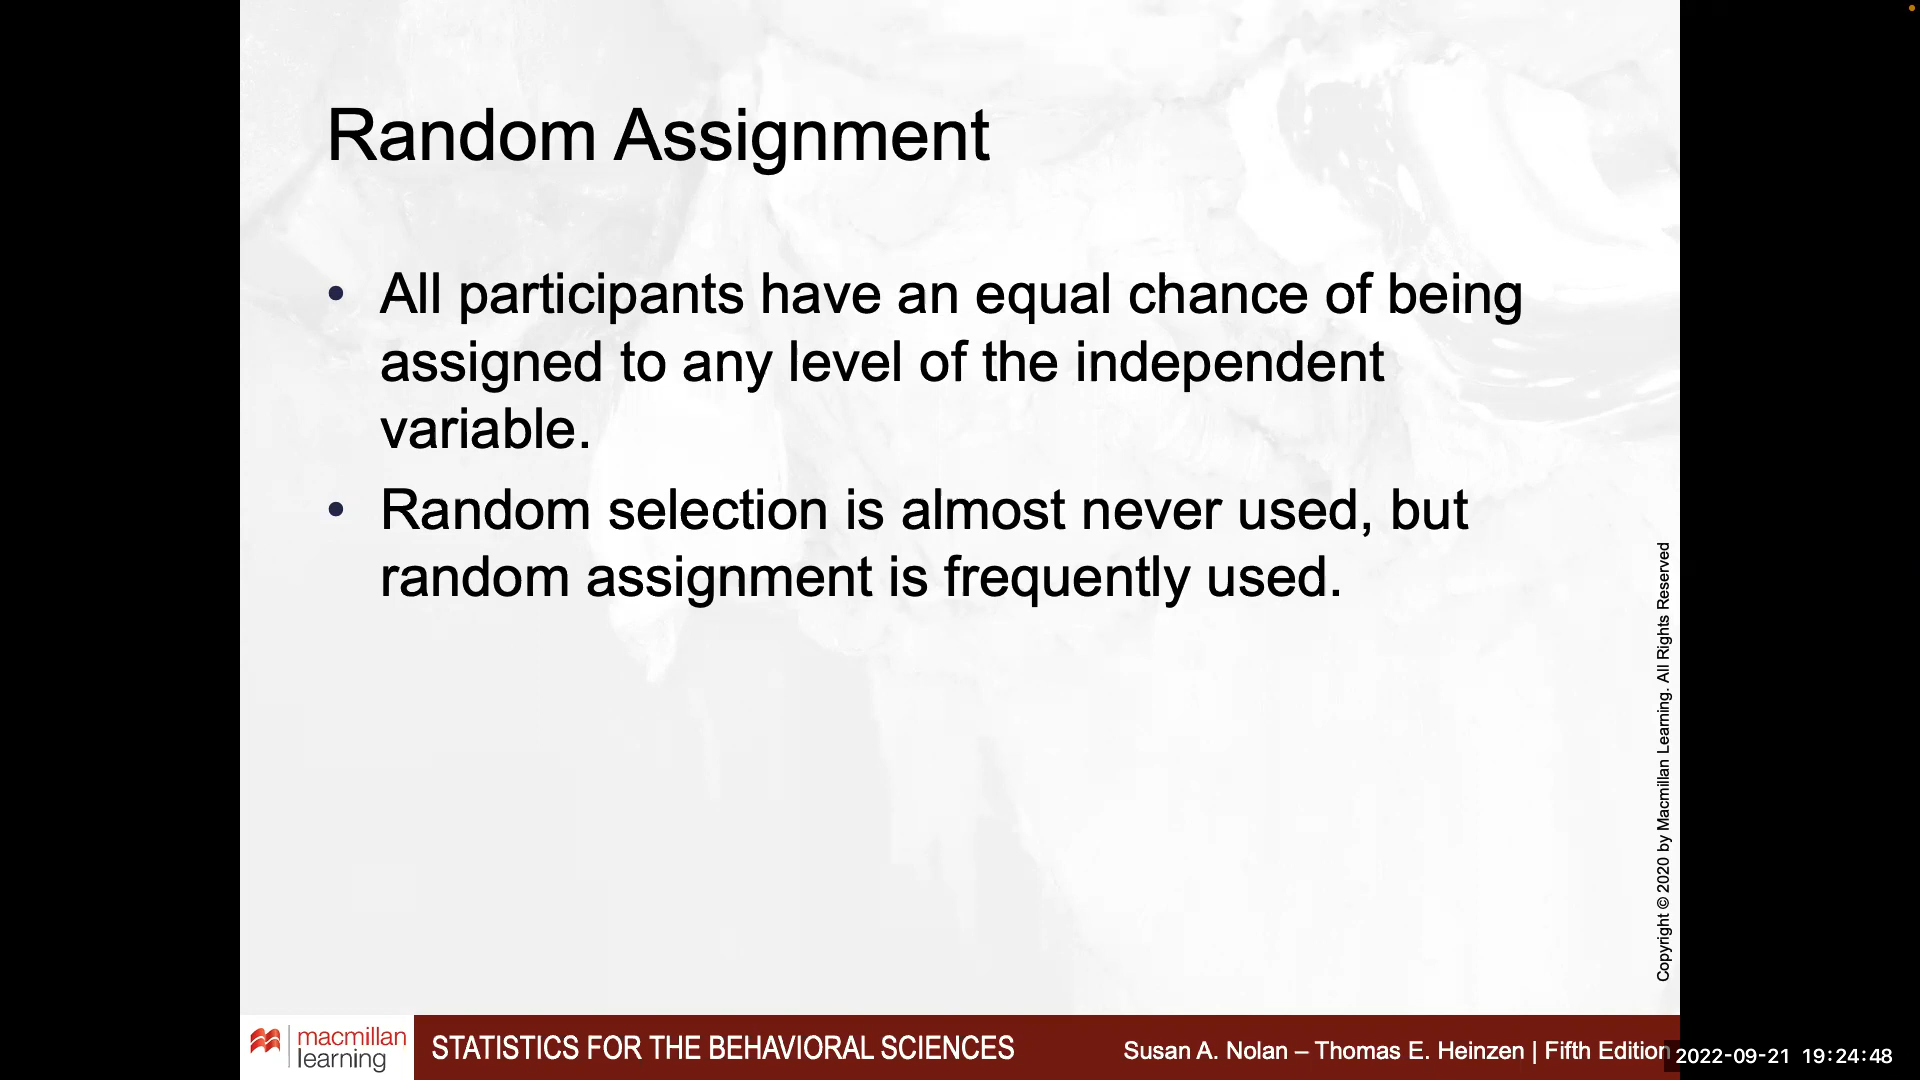 Random Assignment
• All participants have an equal chance of being
assigned to any level of the independent
variable.
• Random selection is almost never used, but
random assignment is frequently used.
Copyright © 2020 by Macmillan Learning. All Rights Reserved
macmillan
learning
STATISTICS FOR THE BEHAVIORAL SCIENCES
Susan A. Nolan – Thomas E. Heinzen | Fifth Edition
2022-09-21 19:24:48